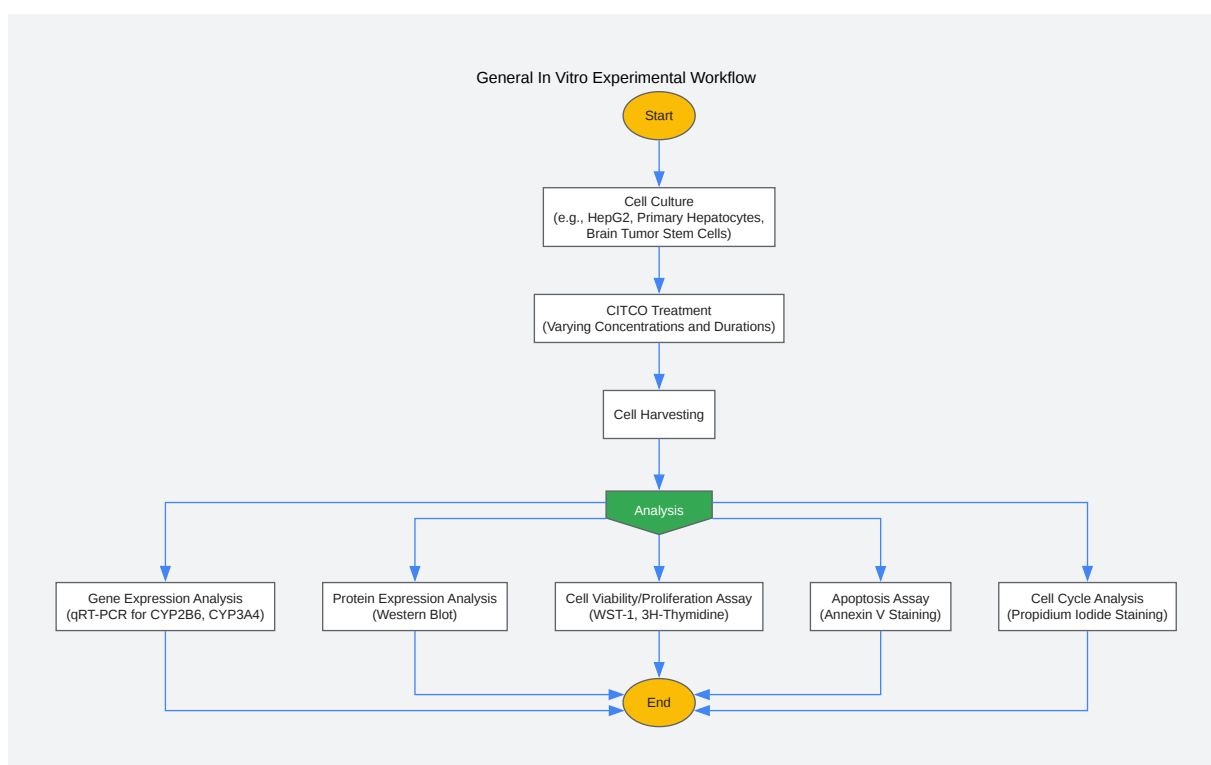 General In Vitro Experimental Workflow
Start
Cell Culture
(e.g., HepG2, Primary Hepatocytes,
Brain Tumor Stem Cells)
CITCO Treatment
(Varying Concentrations and Durations)
Cell Harvesting
Analysis
Gene Expression Analysis
(qRT-PCR for CYP2B6, CYP3A4)
Protein Expression Analysis
(Western Blot)
Cell Viability/Proliferation Assay
(WST-1, 3H-Thymidine)
Apoptosis Assay
(Annexin V Staining)
Cell Cycle Analysis
(Propidium Iodide Staining)
End